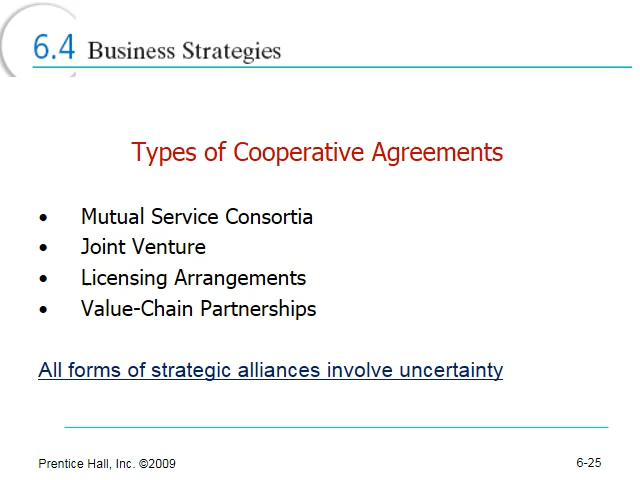 6.4 Business Strategies
Types of Cooperative Agreements
• Mutual Service Consortia
• Joint Venture
• Licensing Arrangements
• Value-Chain Partnerships
All forms of strategic alliances involve uncertainty
Prentice Hall, Inc. ©2009
6-25